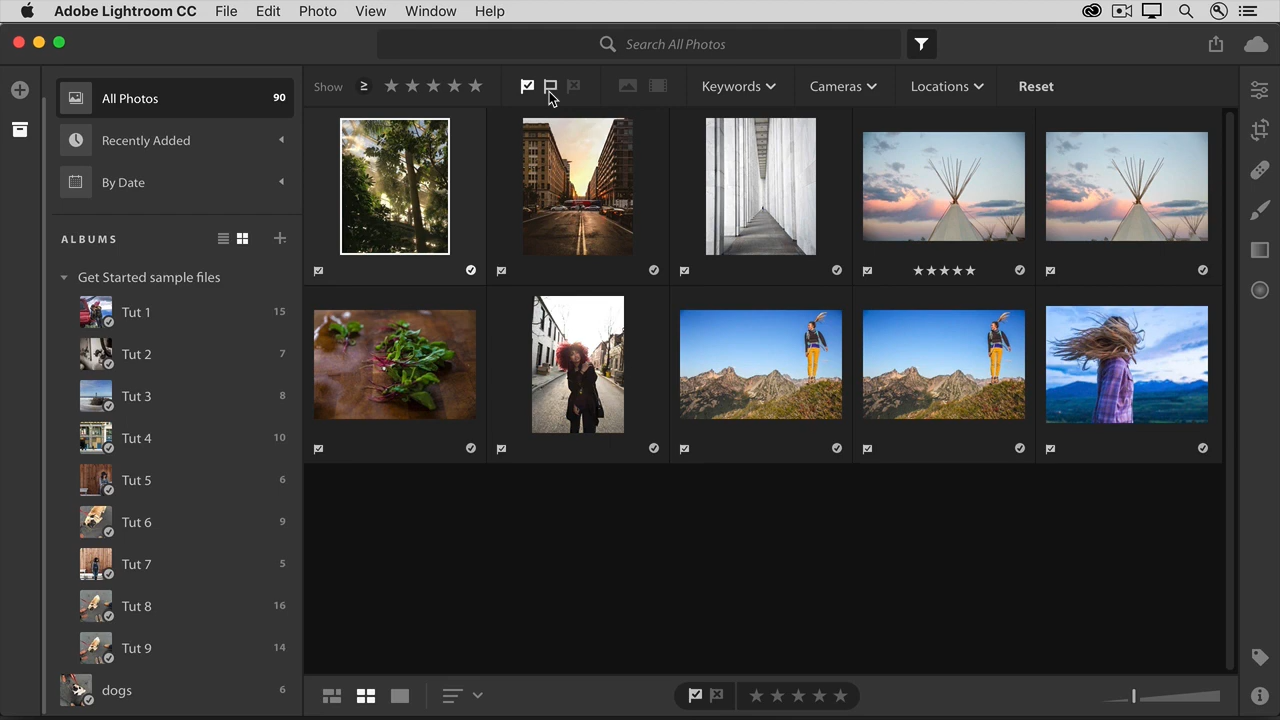 Adobe Lightroom CC File Edit Photo View Window Help
Search All Photos
Show ≥ Keywords Cameras Locations Reset
All Photos 90
Recently Added
By Date
ALBUMS
Get Started sample files
Tut 1 15
Tut 2 7
Tut 3 8
Tut 4 10
Tut 5 6
Tut 6 9
Tut 7 5
Tut 8 16
Tut 9 14
dogs 6